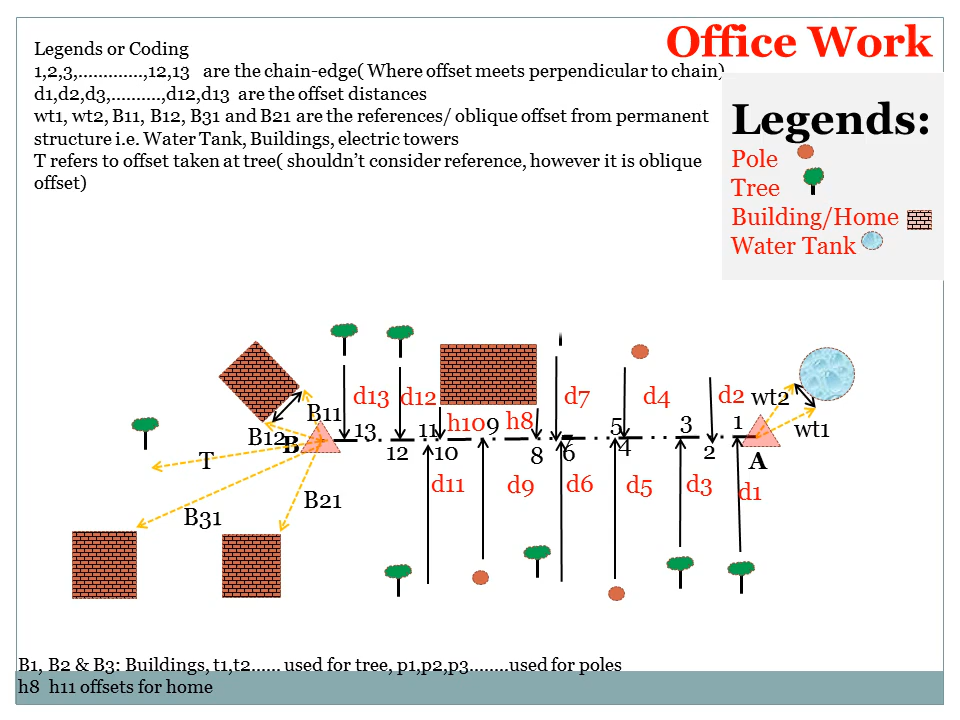 Office Work
Legends or Coding
1,2,3,.............,12,13 are the chain-edge( Where offset meets perpendicular to chain)
d1,d2,d3,..........,d12,d13 are the offset distances
wt1, wt2, B11, B12, B31 and B21 are the references/ oblique offset from permanent
structure i.e. Water Tank, Buildings, electric towers
T refers to offset taken at tree( shouldn't consider reference, however it is oblique
offset)
Legends:
Pole
Tree
Building/Home
Water Tank
d13 d12 d7 d4 d2 wt2
B11 h10 9 h8 5 3 1 wt1
B12 B 13 11 7 4
12 10 8 6 2 A
T d11 d9 d6 d5 d3 d1
B21
B31
B1, B2 & B3: Buildings, t1,t2...... used for tree, p1,p2,p3........used for poles
h8 h11 offsets for home